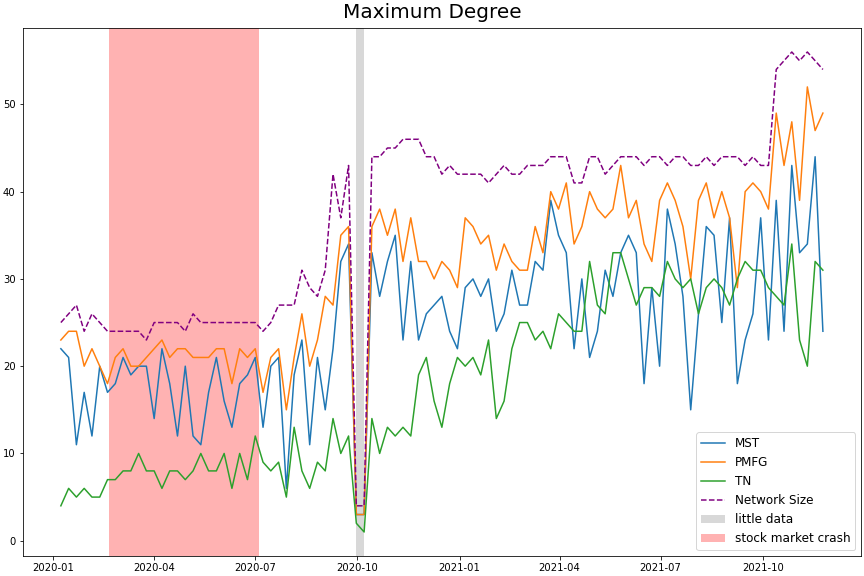 Maximum Degree
50
40
30
20
10
0
2020-01
2020-04
2020-07
2020-10
2021-01
2021-04
2021-07
2021-10
MST
PMFG
TN
Network Size
little data
stock market crash